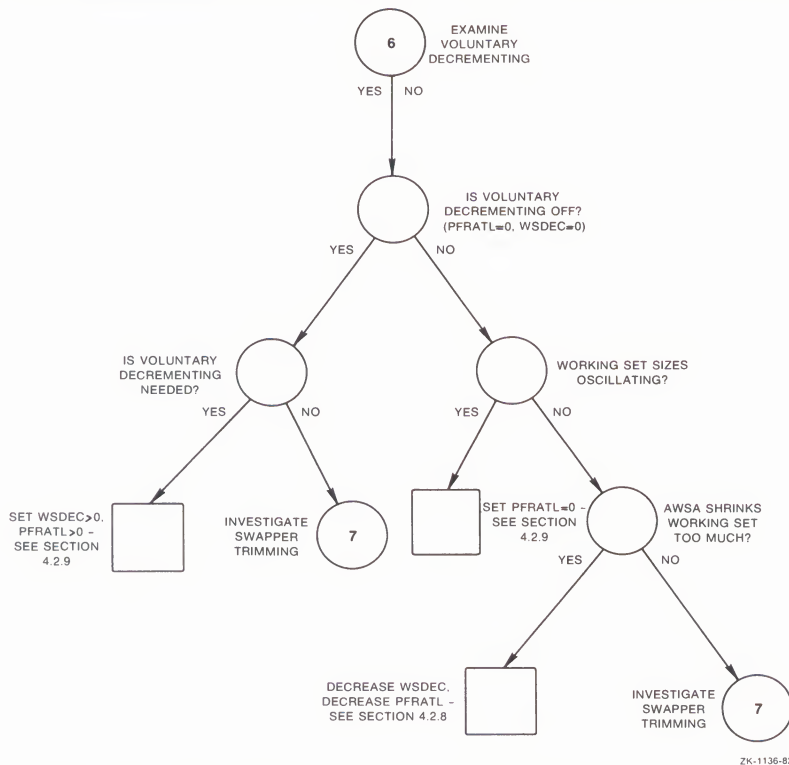 6
EXAMINE
VOLUNTARY
DECREMENTING
YES NO
IS VOLUNTARY
DECREMENTING OFF?
(PFRATL=0, WSDEC=0)
YES NO
IS VOLUNTARY
DECREMENTING
NEEDED?
YES NO
WORKING SET SIZES
OSCILLATING?
YES NO
SET WSDEC>0,
PFRATL>0 –
SEE SECTION
4.2.9
INVESTIGATE
SWAPPER
TRIMMING
7
SET PFRATL=0 –
SEE SECTION
4.2.9
AWSA SHRINKS
WORKING SET
TOO MUCH?
YES NO
DECREASE WSDEC,
DECREASE PFRATL –
SEE SECTION 4.2.8
INVESTIGATE
SWAPPER
TRIMMING
7